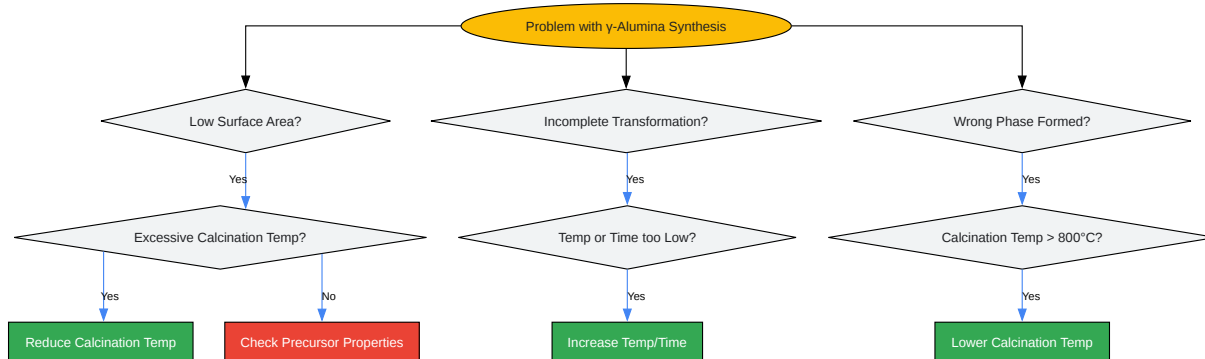 Problem with γ-Alumina Synthesis
Low Surface Area?
Incomplete Transformation?
Wrong Phase Formed?
Yes
Yes
Yes
Excessive Calcination Temp?
Temp or Time too Low?
Calcination Temp > 800°C?
Yes
No
Yes
Yes
Reduce Calcination Temp
Check Precursor Properties
Increase Temp/Time
Lower Calcination Temp